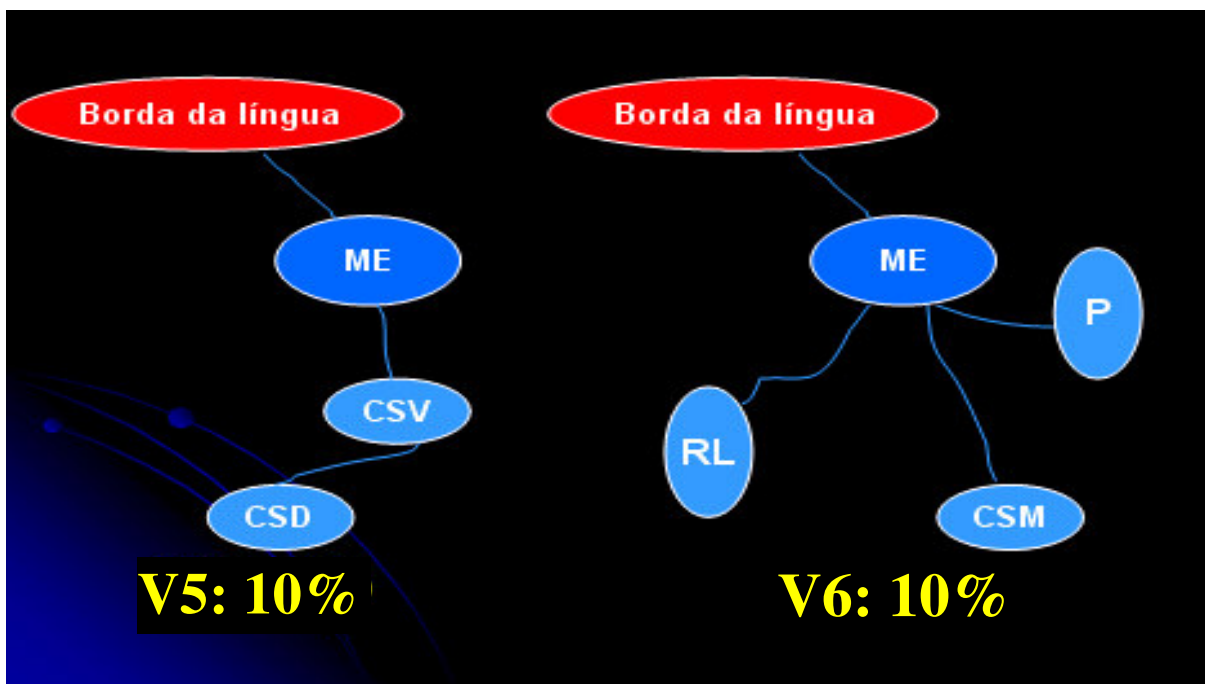 Borda da língua
ME
CSV
CSD
V5: 10%
Borda da língua
ME
P
RL
CSM
V6: 10%